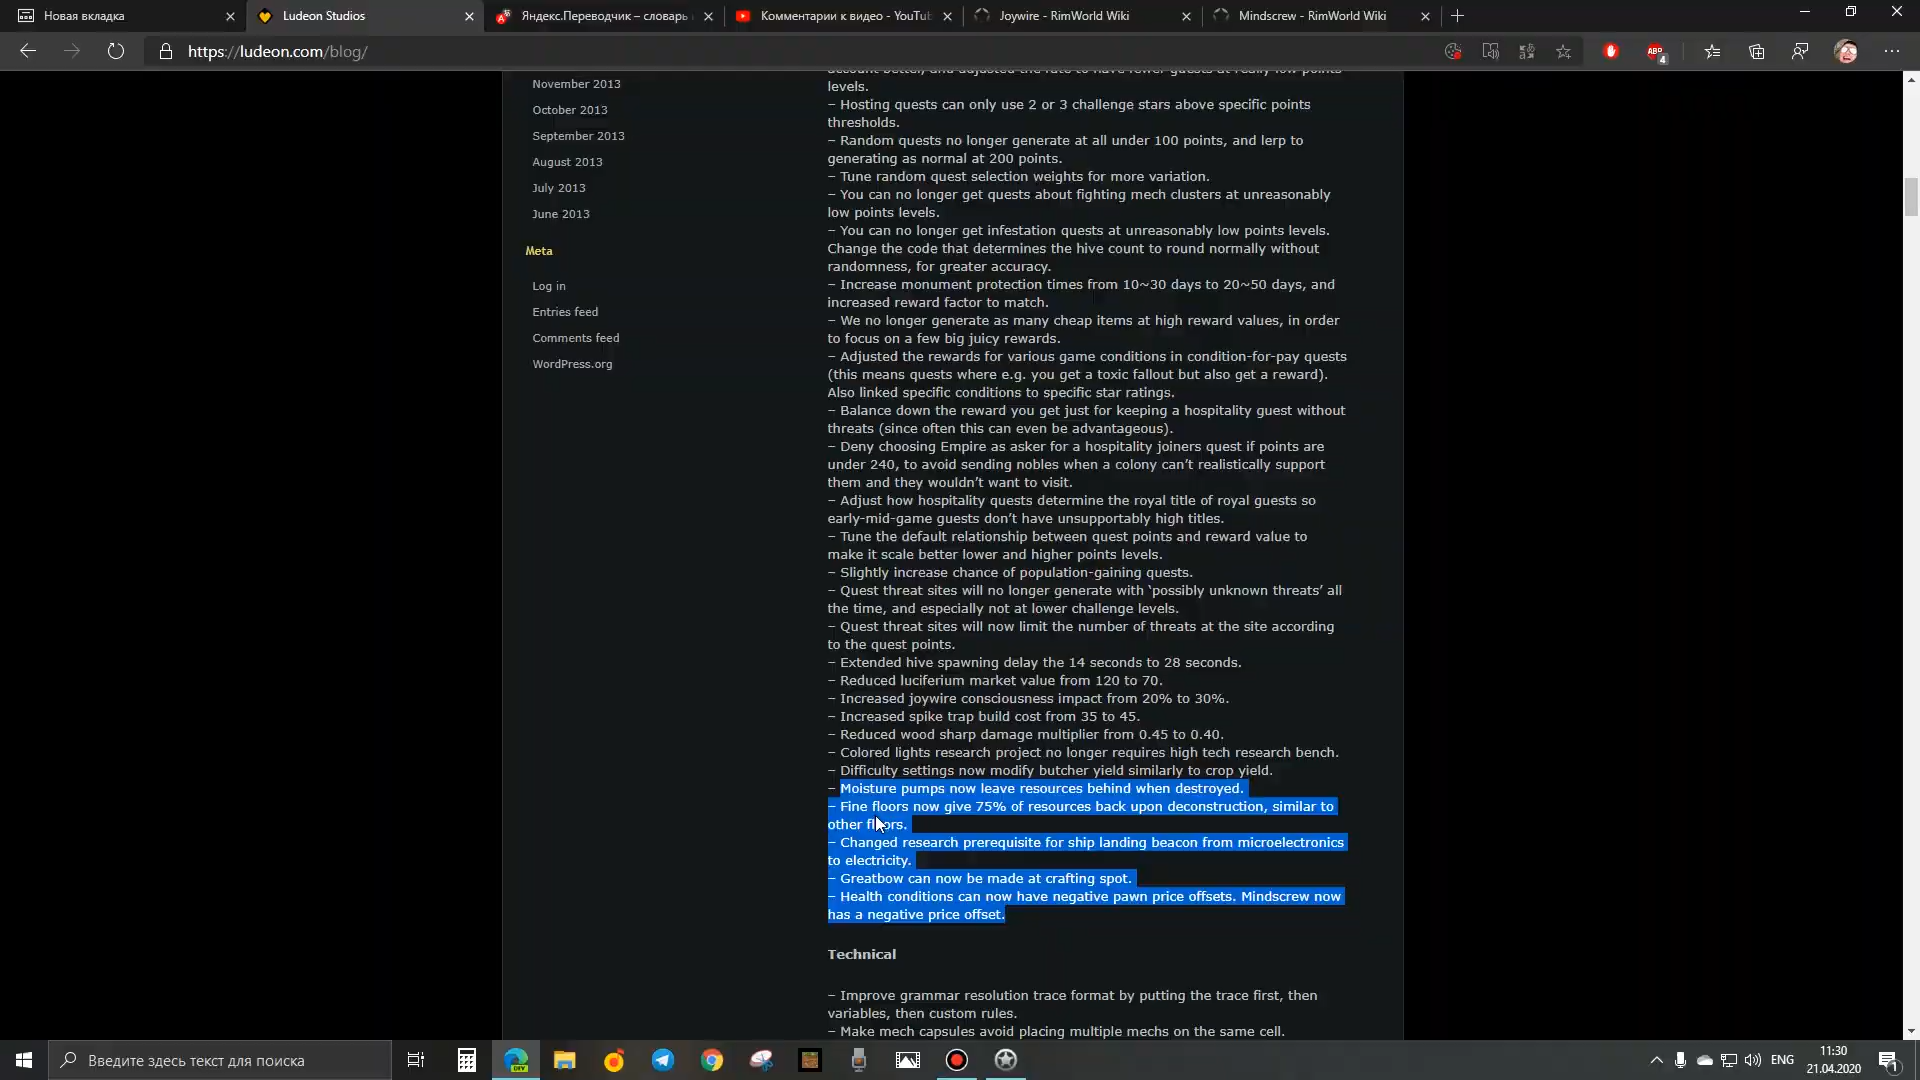 Новая вкладка
Ludeon Studios
Яндекс.Переводчик – словарь
Комментарии к видео - YouTub
Joywire - RimWorld Wiki
Mindscrew - RimWorld Wiki
https://ludeon.com/blog/
ABP
4
November 2013
October 2013
September 2013
August 2013
July 2013
June 2013
Meta
Log in
Entries feed
Comments feed
WordPress.org
account better, and adjusted the rate to have fewer guests at really low points
levels.
– Hosting quests can only use 2 or 3 challenge stars above specific points
thresholds.
– Random quests no longer generate at all under 100 points, and lerp to
generating as normal at 200 points.
– Tune random quest selection weights for more variation.
– You can no longer get quests about fighting mech clusters at unreasonably
low points levels.
– You can no longer get infestation quests at unreasonably low points levels.
Change the code that determines the hive count to round normally without
randomness, for greater accuracy.
– Increase monument protection times from 10~30 days to 20~50 days, and
increased reward factor to match.
– We no longer generate as many cheap items at high reward values, in order
to focus on a few big juicy rewards.
– Adjusted the rewards for various game conditions in condition-for-pay quests
(this means quests where e.g. you get a toxic fallout but also get a reward).
Also linked specific conditions to specific star ratings.
– Balance down the reward you get just for keeping a hospitality guest without
threats (since often this can even be advantageous).
– Deny choosing Empire as asker for a hospitality joiners quest if points are
under 240, to avoid sending nobles when a colony can’t realistically support
them and they wouldn’t want to visit.
– Adjust how hospitality quests determine the royal title of royal guests so
early-mid-game guests don’t have unsupportably high titles.
– Tune the default relationship between quest points and reward value to
make it scale better lower and higher points levels.
– Slightly increase chance of population-gaining quests.
– Quest threat sites will no longer generate with ‘possibly unknown threats’ all
the time, and especially not at lower challenge levels.
– Quest threat sites will now limit the number of threats at the site according
to the quest points.
– Extended hive spawning delay the 14 seconds to 28 seconds.
– Reduced luciferium market value from 120 to 70.
– Increased joywire consciousness impact from 20% to 30%.
– Increased spike trap build cost from 35 to 45.
– Reduced wood sharp damage multiplier from 0.45 to 0.40.
– Colored lights research project no longer requires high tech research bench.
– Difficulty settings now modify butcher yield similarly to crop yield.
– Moisture pumps now leave resources behind when destroyed.
– Fine floors now give 75% of resources back upon deconstruction, similar to
other floors.
– Changed research prerequisite for ship landing beacon from microelectronics
to electricity.
– Greatbow can now be made at crafting spot.
– Health conditions can now have negative pawn price offsets. Mindscrew now
has a negative price offset.
Technical
– Improve grammar resolution trace format by putting the trace first, then
variables, then custom rules.
– Make mech capsules avoid placing multiple mechs on the same cell.
Введите здесь текст для поиска
DEV
ENG
11:30
21.04.2020
1